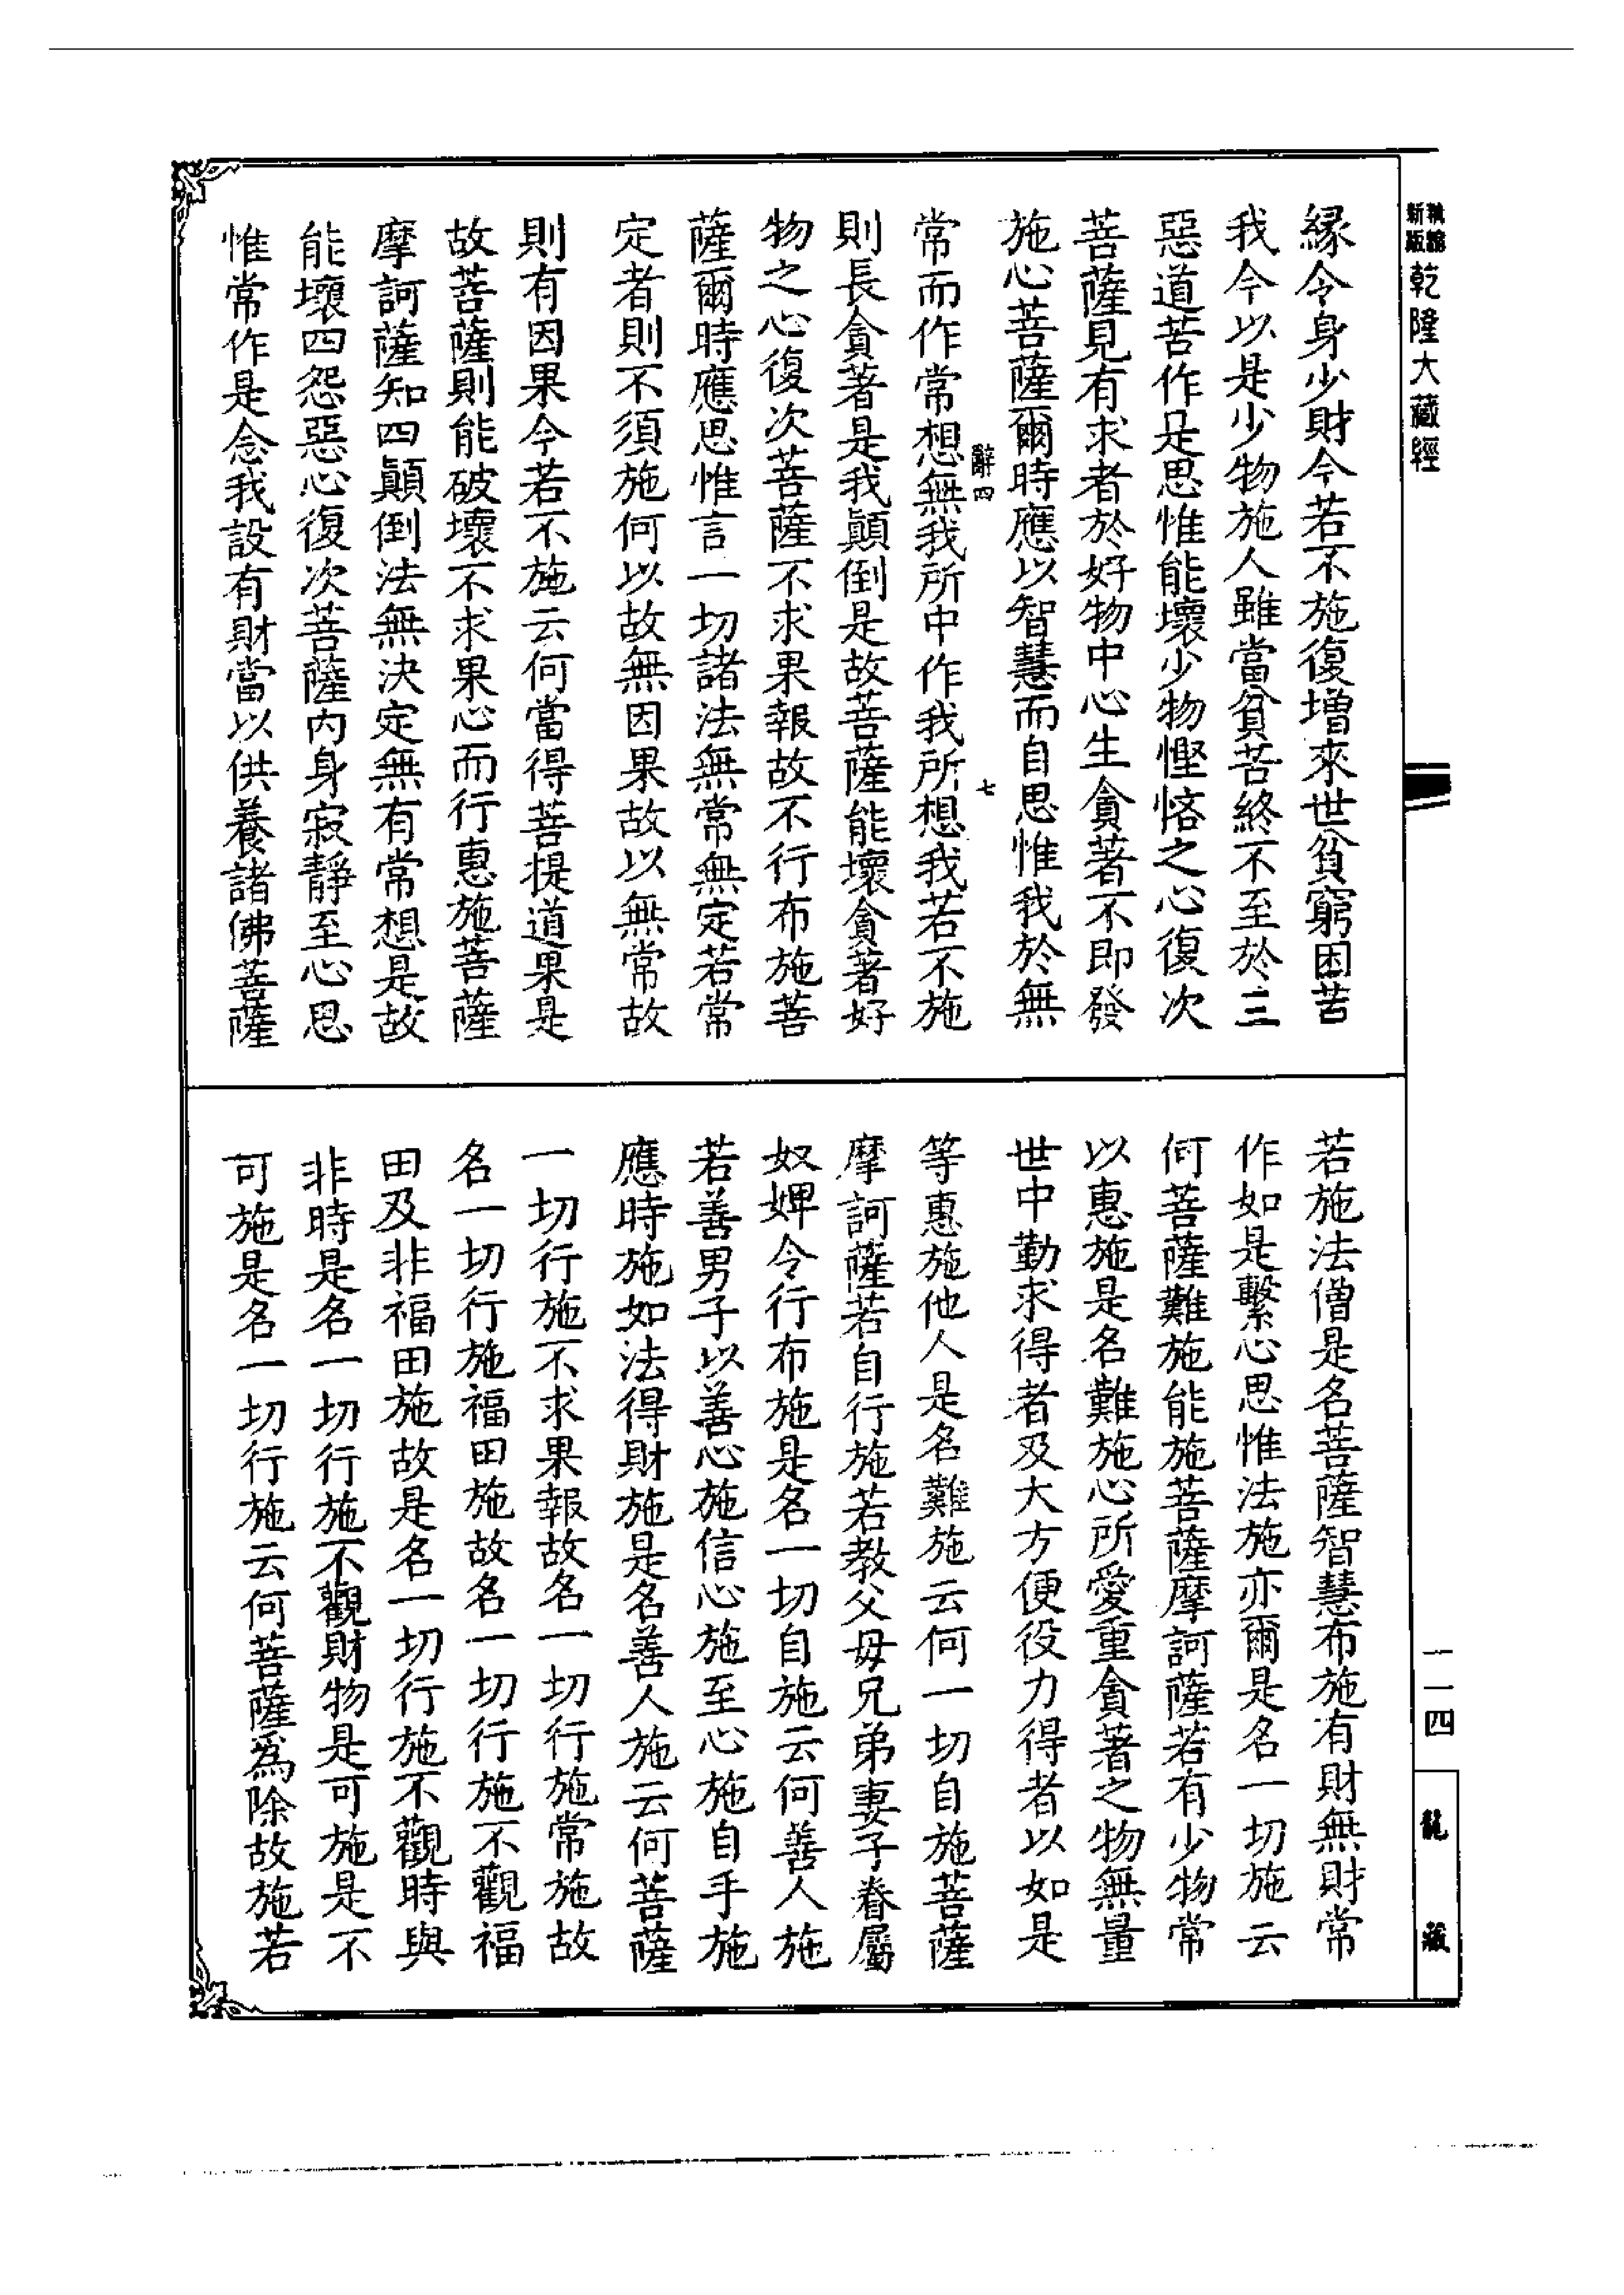 新版
乾隆大藏經
緣令身少財今若不施復增來世貧窮困苦
我今以是少物施人雖當貧苦終不至於三
惡道苦作是思惟能壞少物慳悋之心復次
菩薩見有求者於好物中心生貪著不即發
施心菩薩爾時應以智慧而自思惟我於無
辭四
七
常而作常想無我所中作我所想我若不施
則長貪著是我顛倒是故菩薩能壞貪著好
物之心復次菩薩不求果報故不行布施菩
薩爾時應思惟言一切諸法無常無定若常
定者則不須施何以故無因果故以無常故
則有因果今若不施云何當得菩提道果是
故菩薩則能破壞不求果心而行惠施菩薩
摩訶薩知四顛倒法無決定無有常想是故
能壞四怨惡心復次菩薩內身寂靜至心思
惟常作是念我設有財當以供養諸佛菩薩
若施法僧是名菩薩智慧布施有財無財常
作如是繫心思惟法施亦爾是名一切施云
何菩薩難施能施菩薩摩訶薩若有少物常
以惠施是名難施心所愛重貪著之物無量
世中勤求得者及大方便役力得者以如是
等惠施他人是名難施云何一切自施菩薩
摩訶薩若自行施若教父母兄弟妻子眷屬
奴婢令行布施是名一切自施云何善人施
若善男子以善心施信心施至心施自手施
應時施如法得財施是名善人施云何菩薩
一切行施不求果報故名一切行施常施故
名一切行施福田施故名一切行施不觀福
田及非福田施故是名一切行施不觀時與
非時是名一切行施不觀財物是可施是不
可施是名一切行施云何菩薩為除故施若
一一四
龍藏